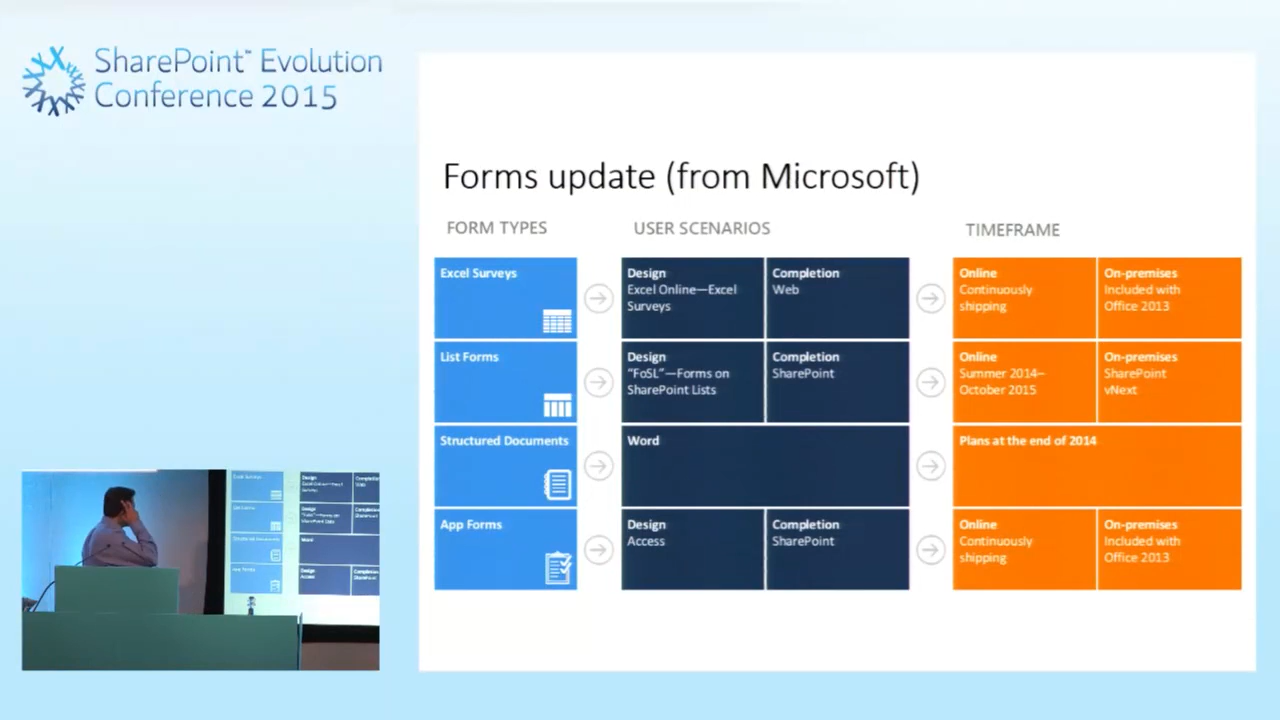 SharePoint™ Evolution
Conference 2015
Forms update (from Microsoft)
FORM TYPES
USER SCENARIOS
TIMEFRAME
Excel Surveys
Design
Excel Online—Excel
Surveys
Completion
Web
Online
Continuously
shipping
On-premises
Included with
Office 2013
List Forms
Design
"FoSL"—Forms on
SharePoint Lists
Completion
SharePoint
Online
Summer 2014–
October 2015
On-premises
SharePoint
vNext
Structured Documents
Word
Plans at the end of 2014
App Forms
Design
Access
Completion
SharePoint
Online
Continuously
shipping
On-premises
Included with
Office 2013